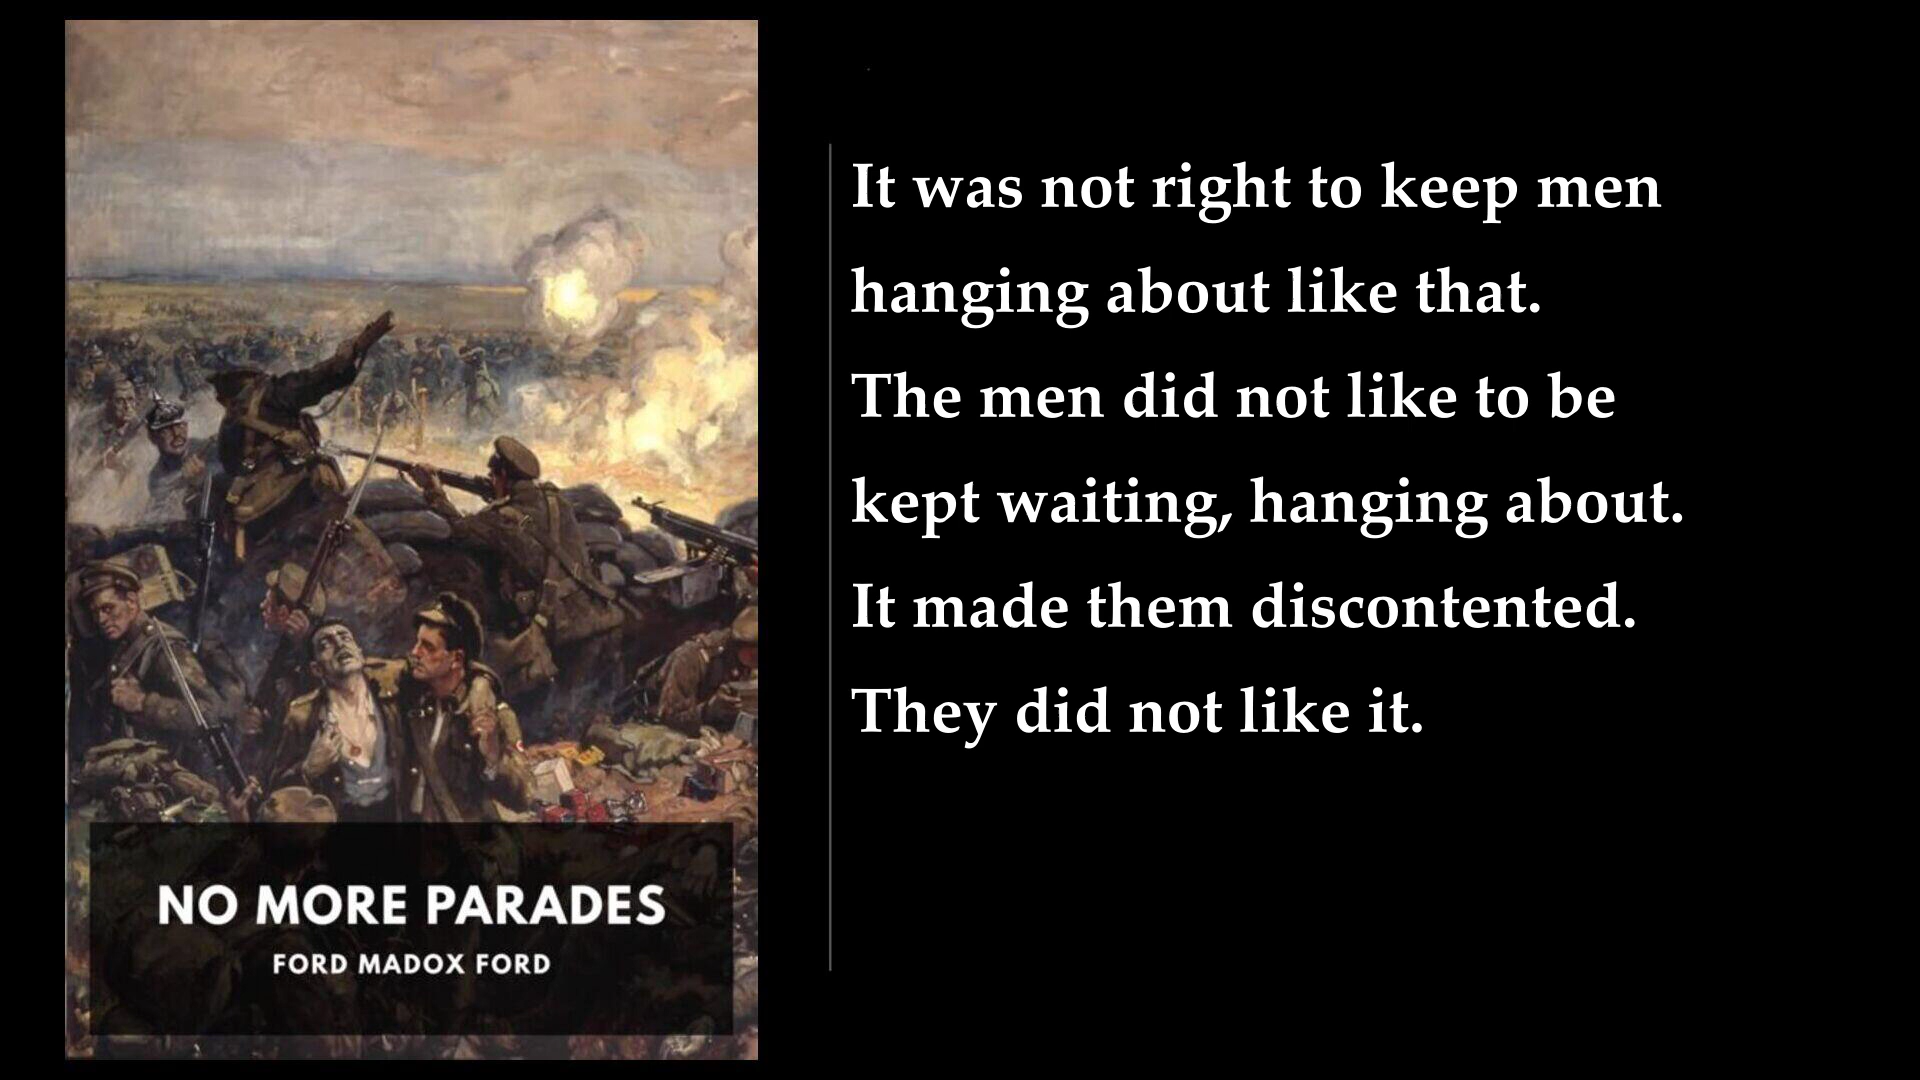 It was not right to keep men
hanging about like that.
The men did not like to be
kept waiting, hanging about.
It made them discontented.
They did not like it.
NO MORE PARADES
FORD MADOX FORD